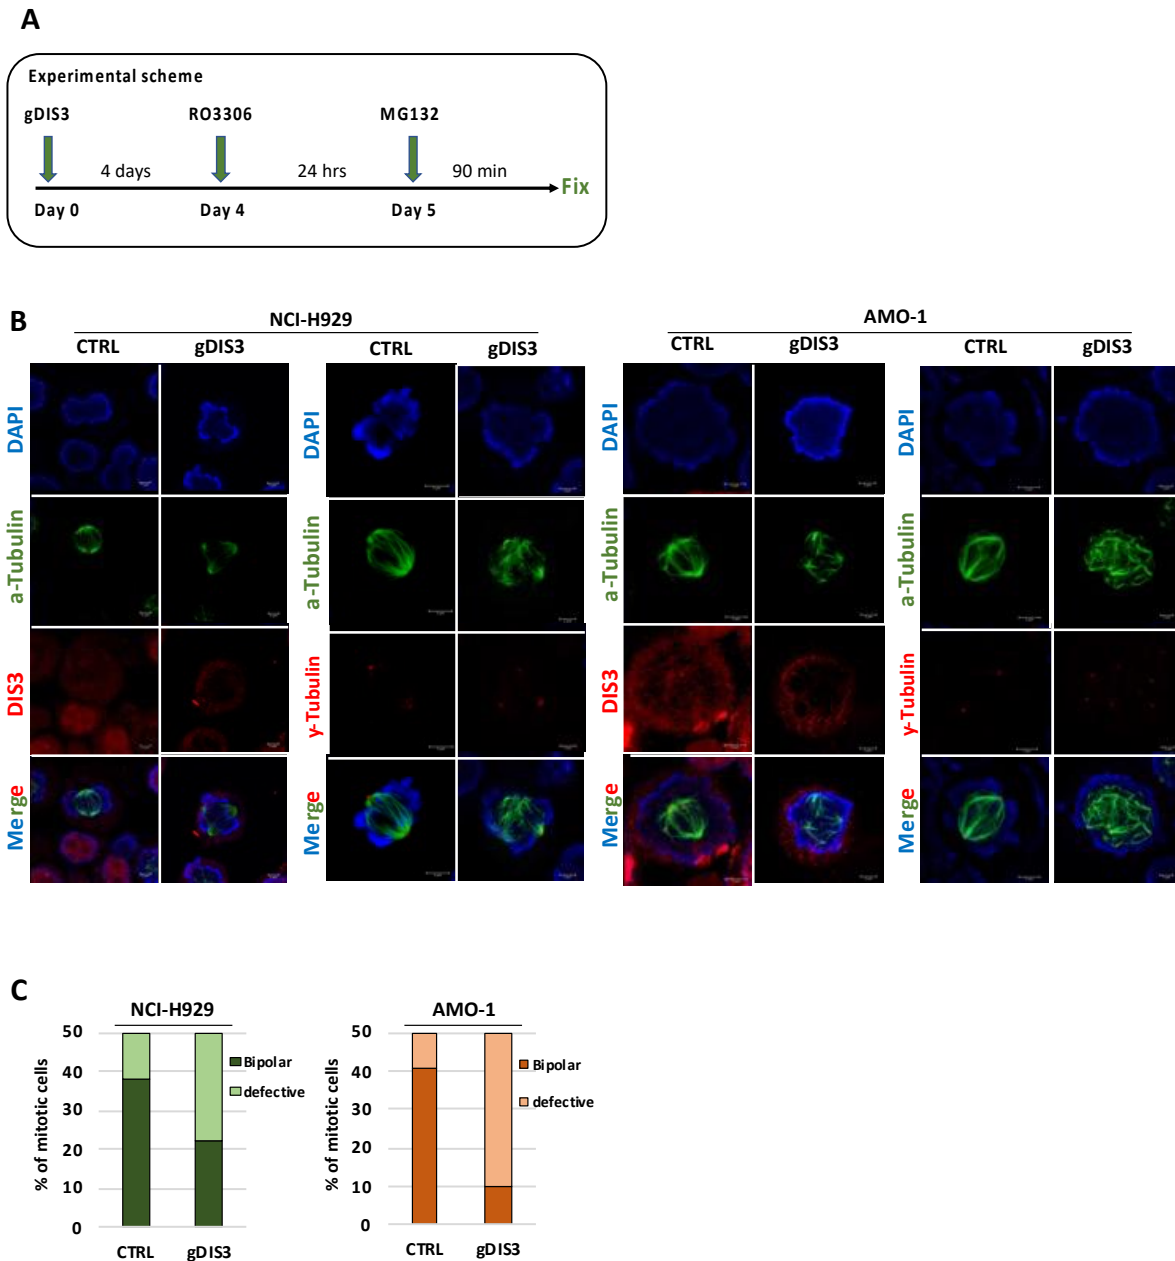 A
Experimental scheme
gDIS3 RO3306 MG132
4 days 24 hrs 90 min
Fix
Day 0 Day 4 Day 5
B
NCI-H929 AMO-1
CTRL gDIS3 CTRL gDIS3 CTRL gDIS3 CTRL gDIS3
DAPI DAPI DAPI DAPI
a-Tubulin a-Tubulin a-Tubulin a-Tubulin
DIS3 γ-Tubulin DIS3 γ-Tubulin
Merge Merge Merge Merge
C
NCI-H929
% of mitotic cells
50
40
30
20
10
0
CTRL gDIS3
Bipolar
defective
AMO-1
% of mitotic cells
50
40
30
20
10
0
CTRL gDIS3
Bipolar
defective